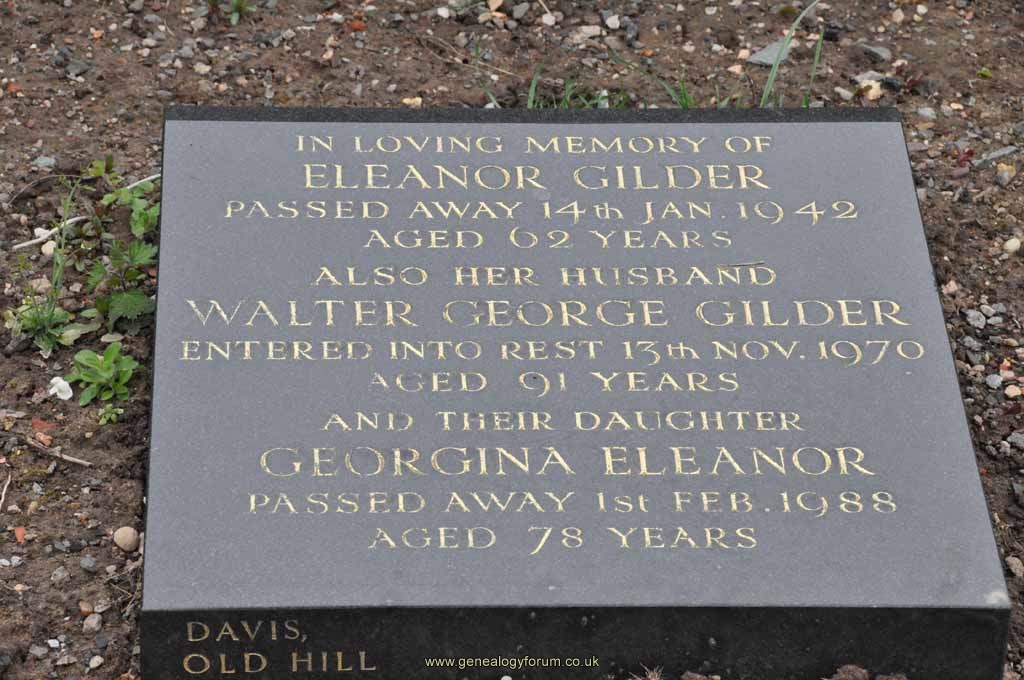 IN LOVING MEMORY OF
ELEANOR GILDER
PASSED AWAY 14th JAN. 1942
AGED 62 YEARS
ALSO HER HUSBAND
WALTER GEORGE GILDER
ENTERED INTO REST 13th NOV. 1970
AGED 91 YEARS
AND THEIR DAUGHTER
GEORGINA ELEANOR
PASSED AWAY 1st FEB. 1988
AGED 78 YEARS
DAVIS,
OLD HILL
www.genealogyforum.co.uk